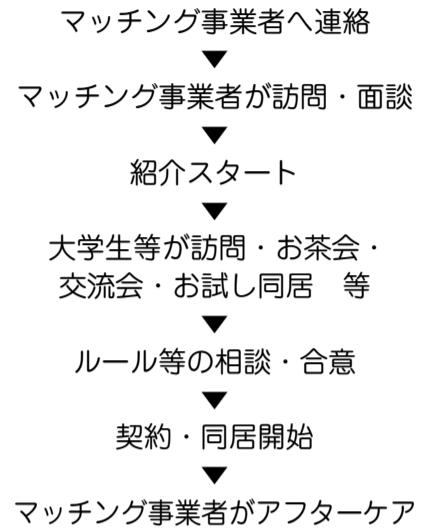 マッチング事業者へ連絡
▼
マッチング事業者が訪問・面談
▼
紹介スタート
▼
大学生等が訪問・お茶会・
交流会・お試し同居　等
▼
ルール等の相談・合意
▼
契約・同居開始
▼
マッチング事業者がアフターケア